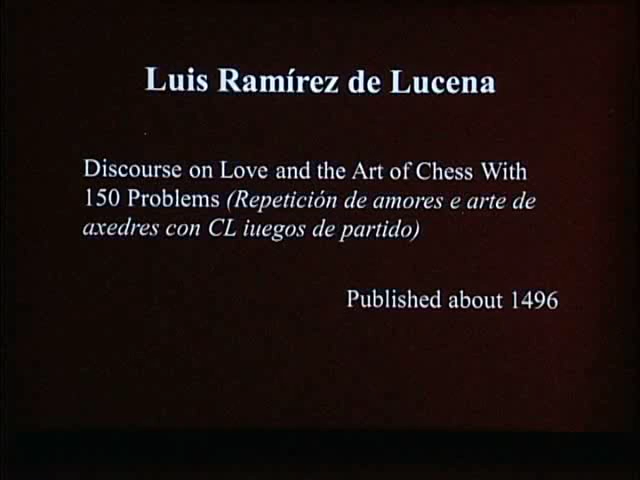 Luis Ramírez de Lucena
Discourse on Love and the Art of Chess With
150 Problems (Repetición de amores e arte de
axedres con CL iuegos de partido)
Published about 1496